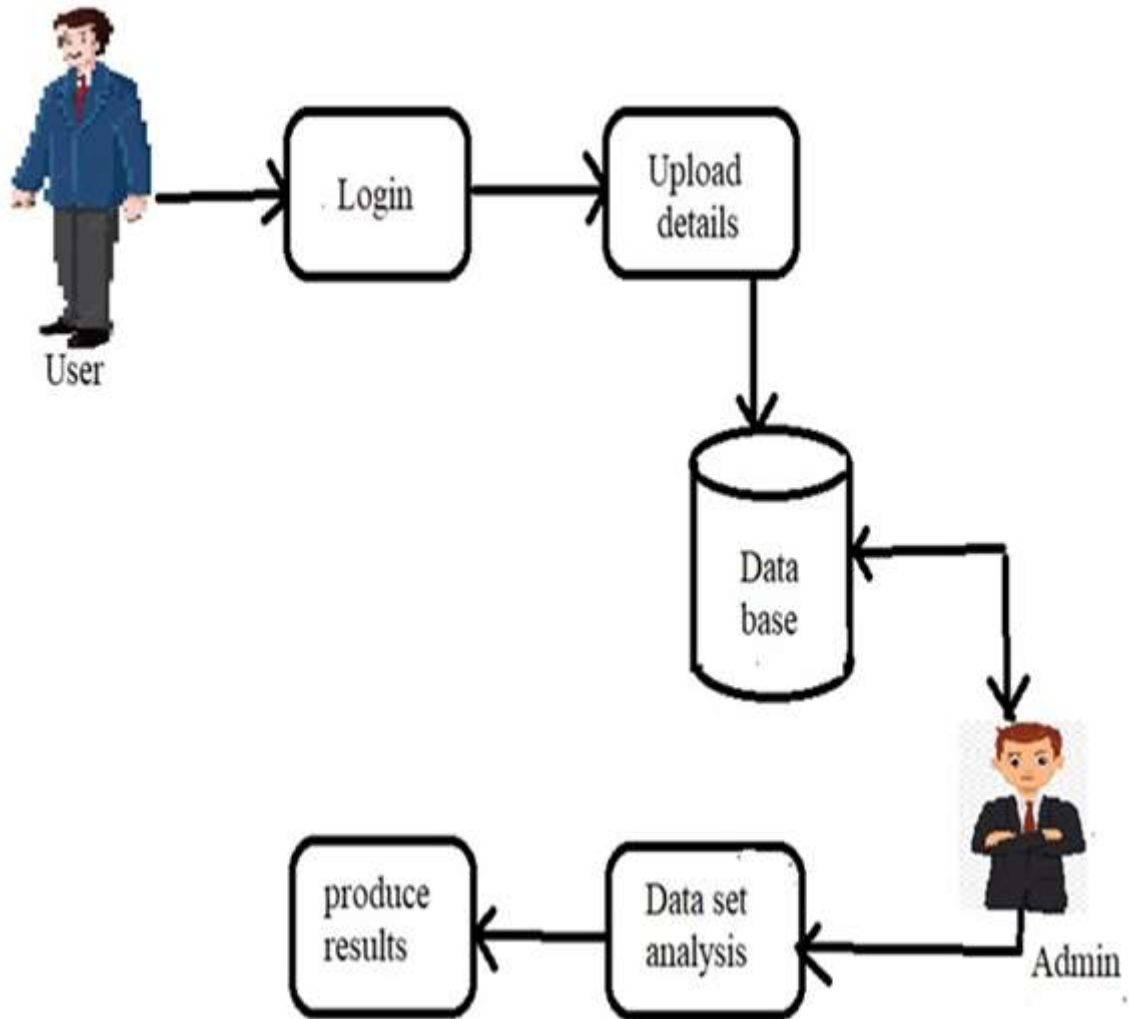 User
Login
Upload
details
Data
base
Admin
Data set
analysis
produce
results